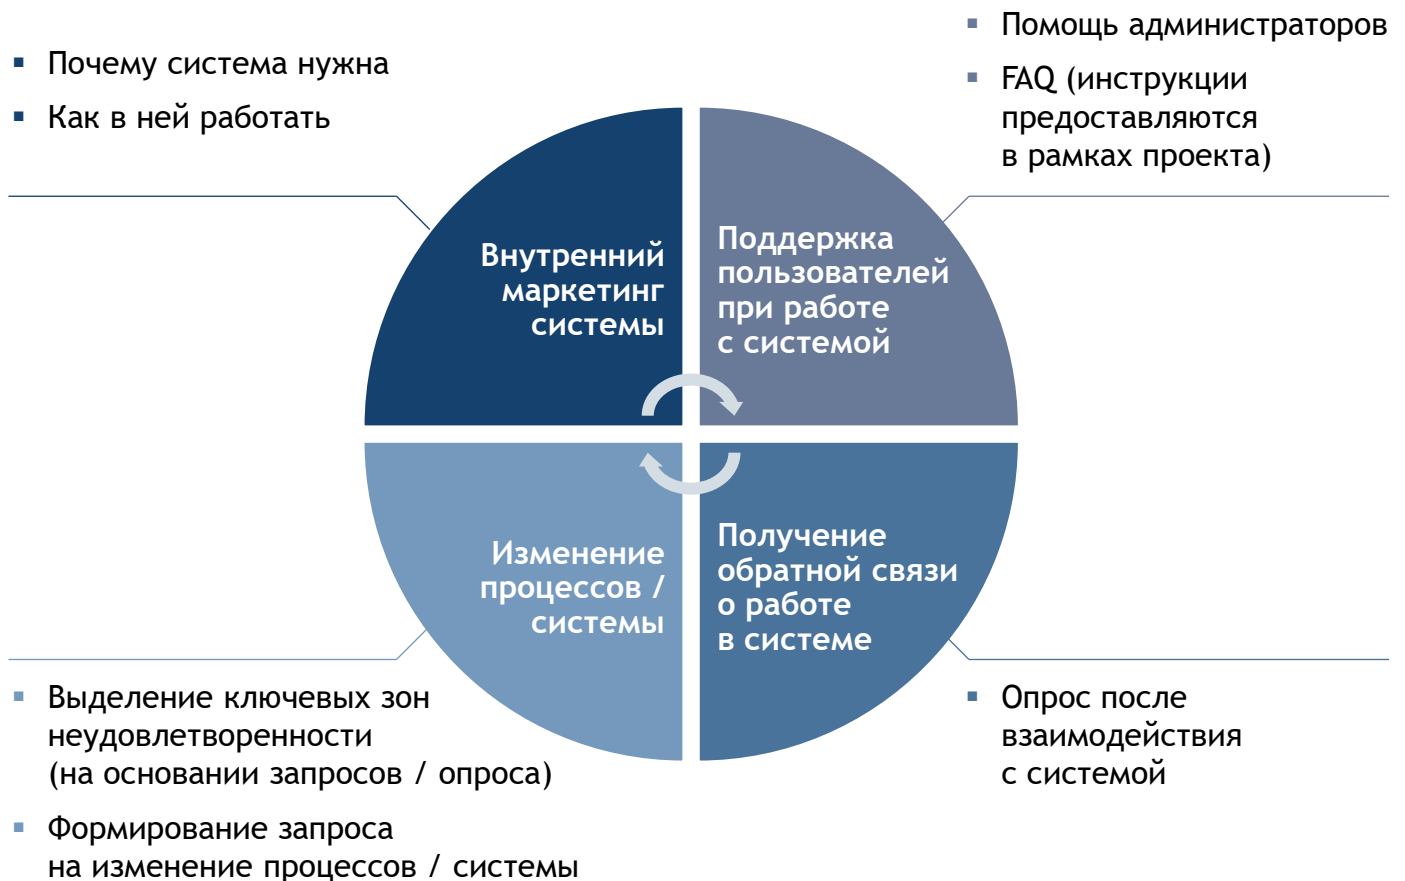 ▪ Почему система нужна
▪ Как в ней работать
▪ Помощь администраторов
▪ FAQ (инструкции
предоставляются
в рамках проекта)
Внутренний
маркетинг
системы
Поддержка
пользователей
при работе
с системой
Изменение
процессов /
системы
Получение
обратной связи
о работе
в системе
▪ Выделение ключевых зон
неудовлетворенности
(на основании запросов / опроса)
▪ Формирование запроса
на изменение процессов / системы
▪ Опрос после
взаимодействия
с системой